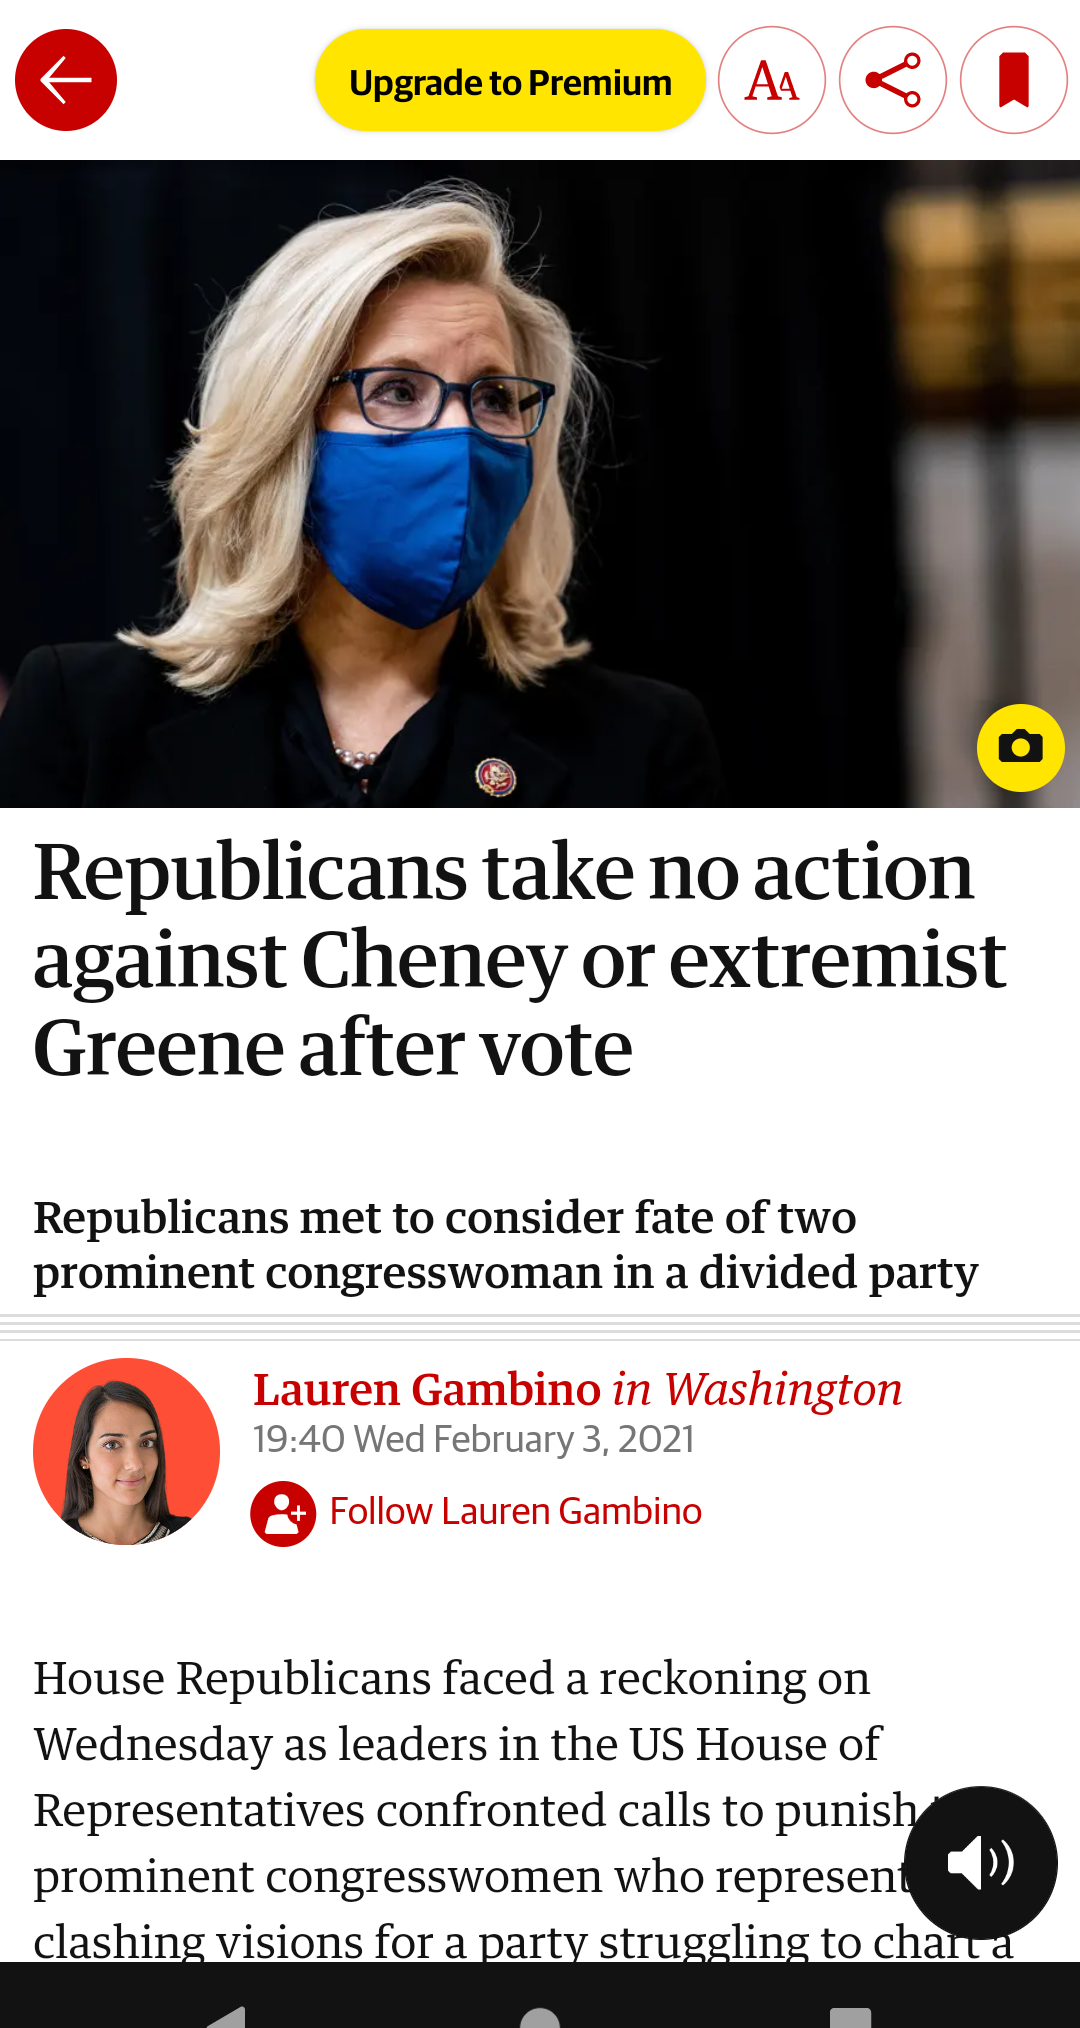 Upgrade to Premium
AA
Republicans take no action
against Cheney or extremist
Greene after vote
Republicans met to consider fate of two
prominent congresswoman in a divided party
Lauren Gambino in Washington
19:40 Wed February 3, 2021
Follow Lauren Gambino
House Republicans faced a reckoning on
Wednesday as leaders in the US House of
Representatives confronted calls to punish
prominent congresswomen who represent
clashing visions for a party struggling to chart a